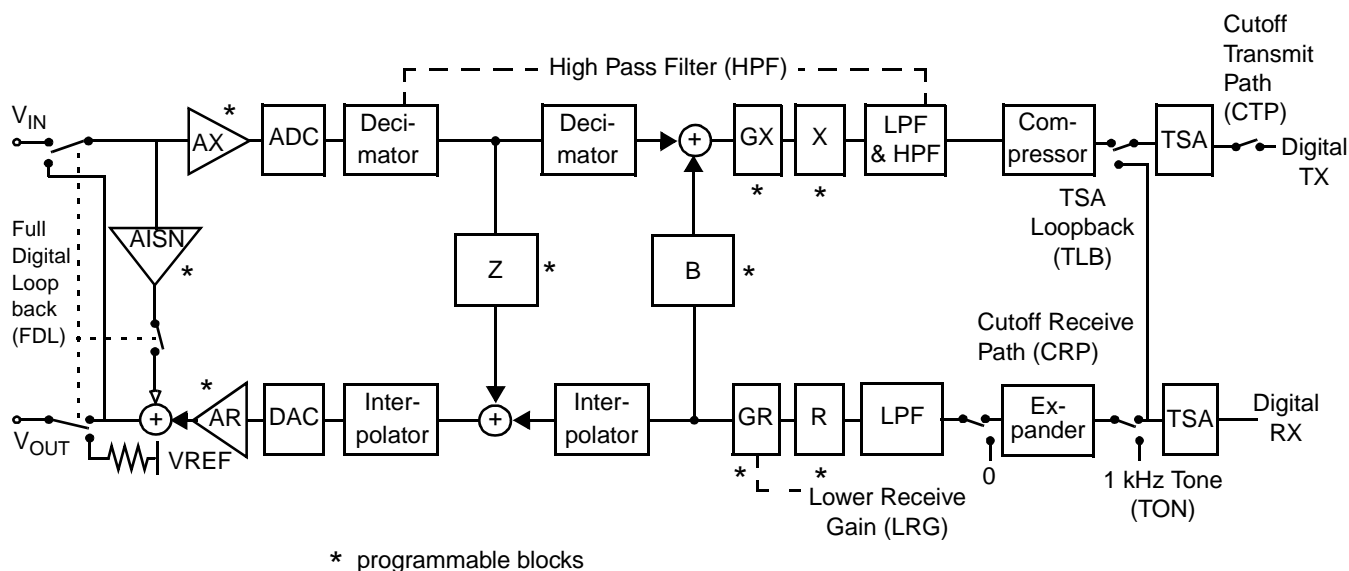 Cutoff
Transmit
Path
(CTP)
High Pass Filter (HPF)
VIN
*
AX
ADC
Deci-
mator
Deci-
mator
+
GX
*
X
*
LPF
& HPF
Com-
pressor
TSA
Digital
TX
TSA
Loopback
(TLB)
Full
Digital
Loop
back
(FDL)
AISN
*
Z
*
B
*
Cutoff Receive
Path (CRP)
VOUT
+
*
AR
DAC
Inter-
polator
+
Inter-
polator
GR
*
R
*
LPF
Ex-
pander
TSA
Digital
RX
VREF
0
1 kHz Tone
(TON)
Lower Receive
Gain (LRG)
* programmable blocks